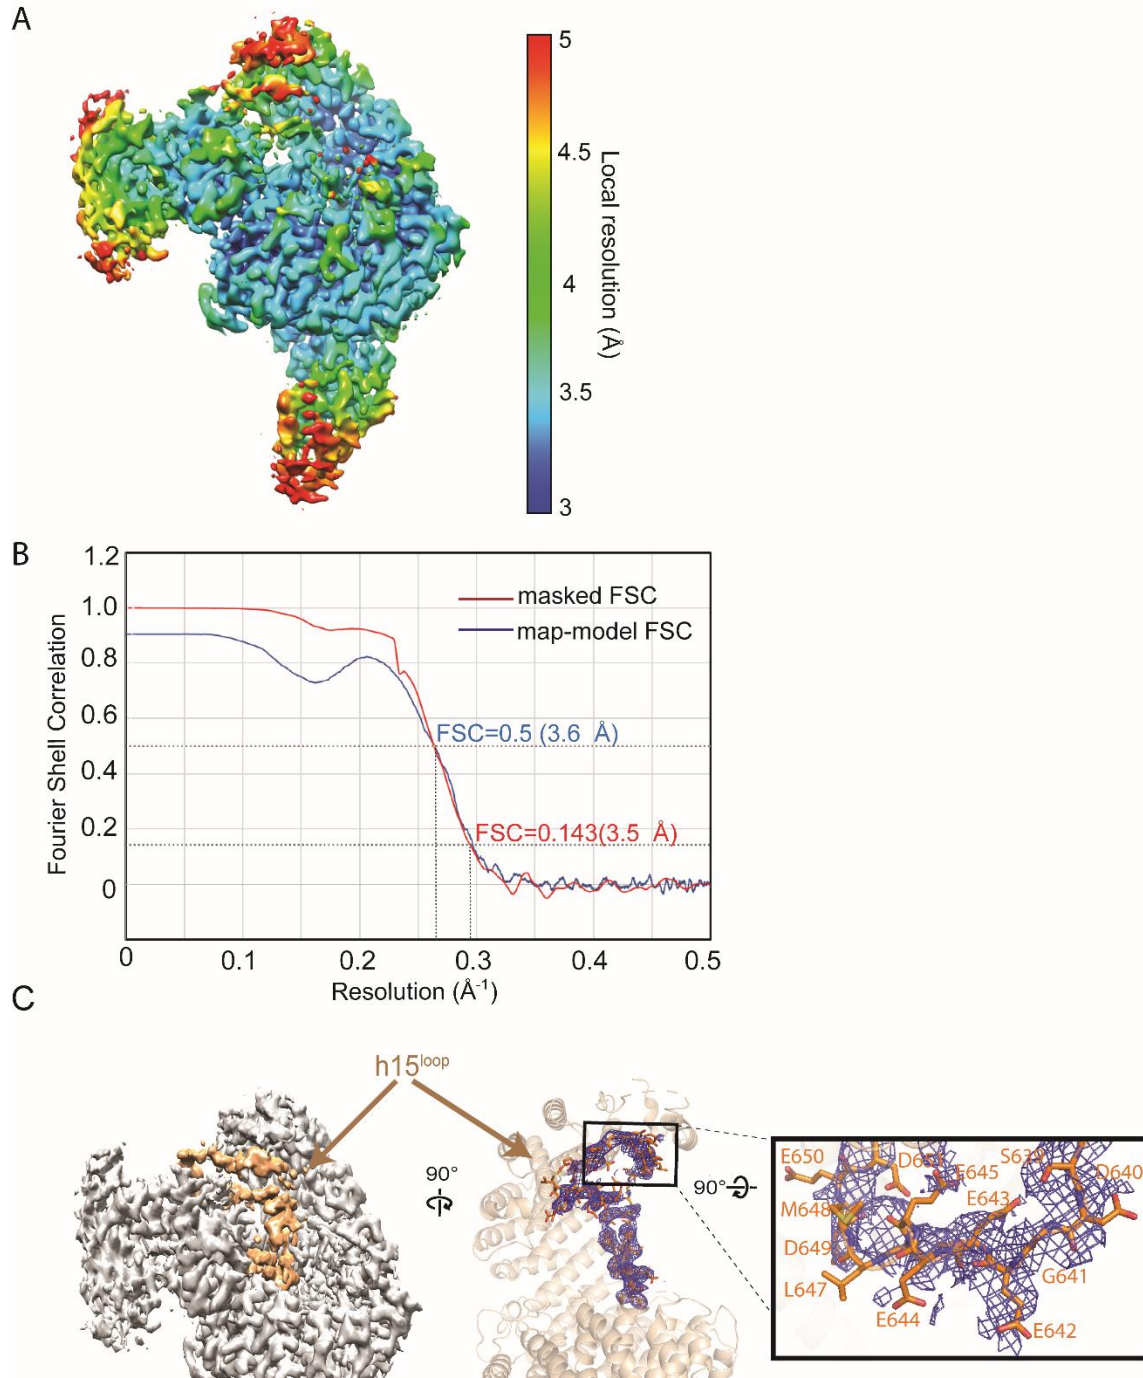 A
5
4.5
4
3.5
3
Local resolution (Å)
B
1.2
1.0
0.8
0.6
0.4
0.2
0
Fourier Shell Correlation
masked FSC
map-model FSC
FSC=0.5 (3.6 Å)
FSC=0.143(3.5 Å)
0 0.1 0.2 0.3 0.4 0.5
Resolution (Å⁻¹)
C
h15ˡᵒᵒᵖ
90°
90°
E650
D651
E645
S639
D640
M648
E643
D649
G641
L647
E644
E642